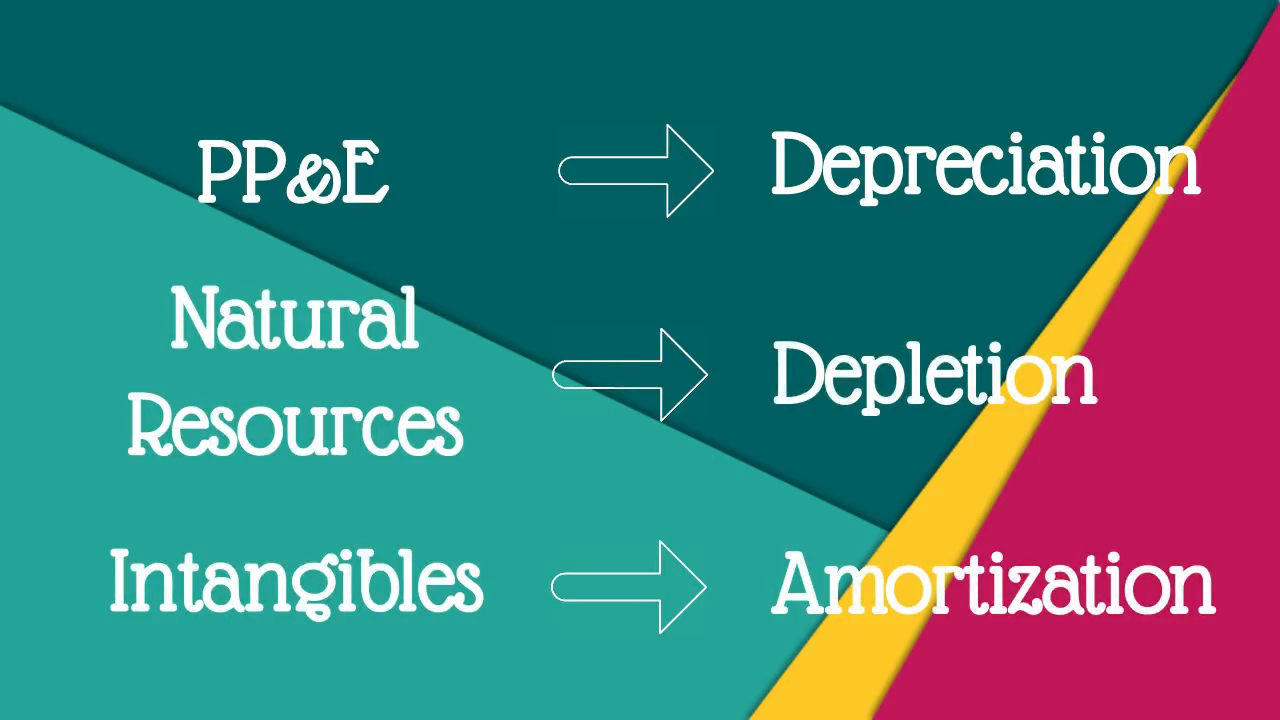 PP&E
Depreciation
Natural
Resources
Depletion
Intangibles
Amortization